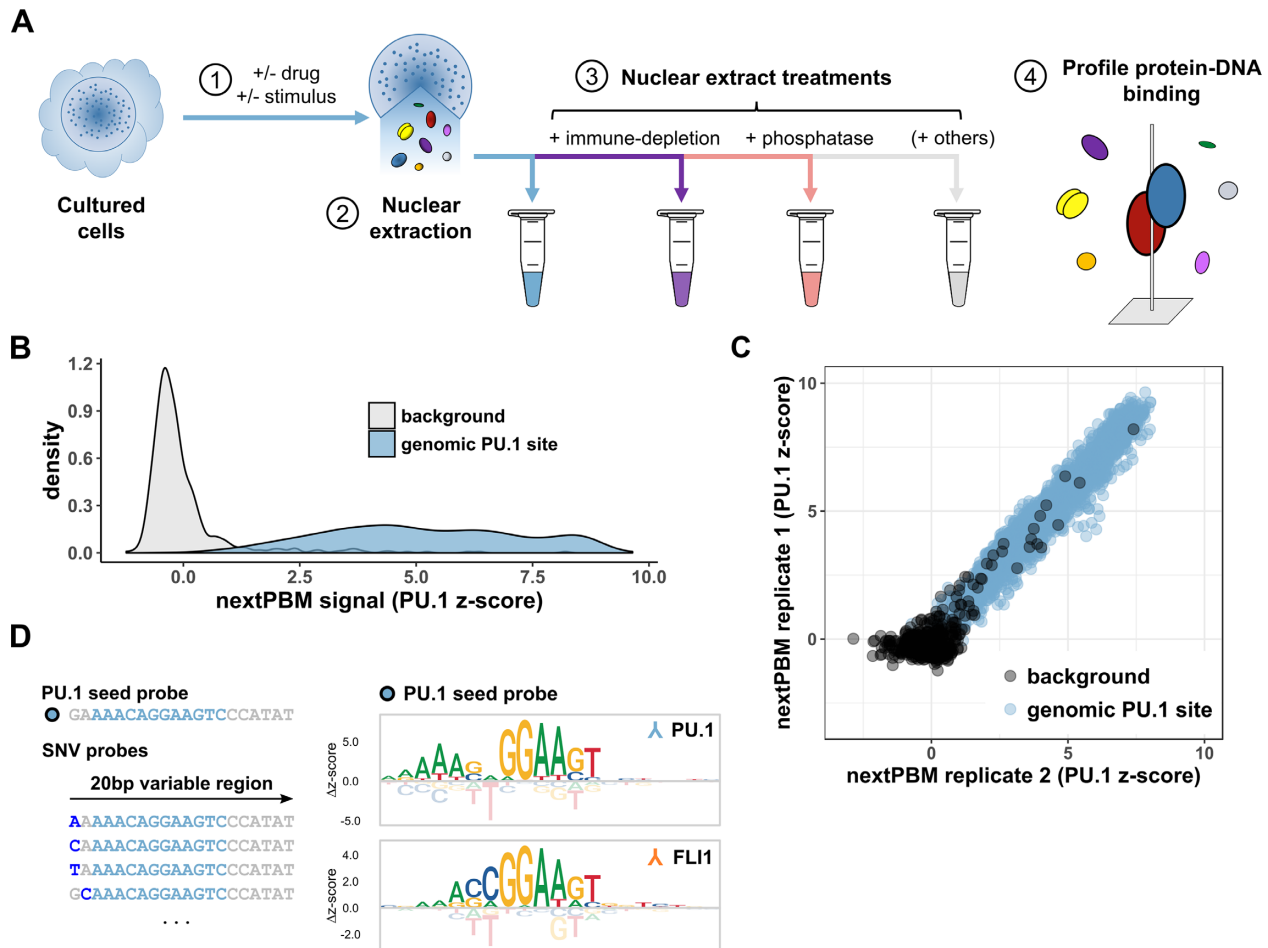 A
1
+/- drug
+/- stimulus
Cultured
cells
2
Nuclear
extraction
3
Nuclear extract treatments
+ immune-depletion
+ phosphatase
(+ others)
4
Profile protein-DNA
binding
B
density
1.2
0.9
0.6
0.3
0.0
background
genomic PU.1 site
0.0
2.5
5.0
7.5
10.0
nextPBM signal (PU.1 z-score)
C
nextPBM replicate 1 (PU.1 z-score)
10
5
0
background
genomic PU.1 site
0
5
10
nextPBM replicate 2 (PU.1 z-score)
D
PU.1 seed probe
GAAAACAGGAAGTCCCATAT
SNV probes
20bp variable region
AAAAACAGGAAGTCCCATAT
CAAAACAGGAAGTCCCATAT
TAAAACAGGAAGTCCCATAT
GCAAACAGGAAGTCCCATAT
...
PU.1 seed probe
Δz-score
5.0
0.0
-5.0
PU.1
Δz-score
4.0
2.0
0.0
-2.0
FLI1